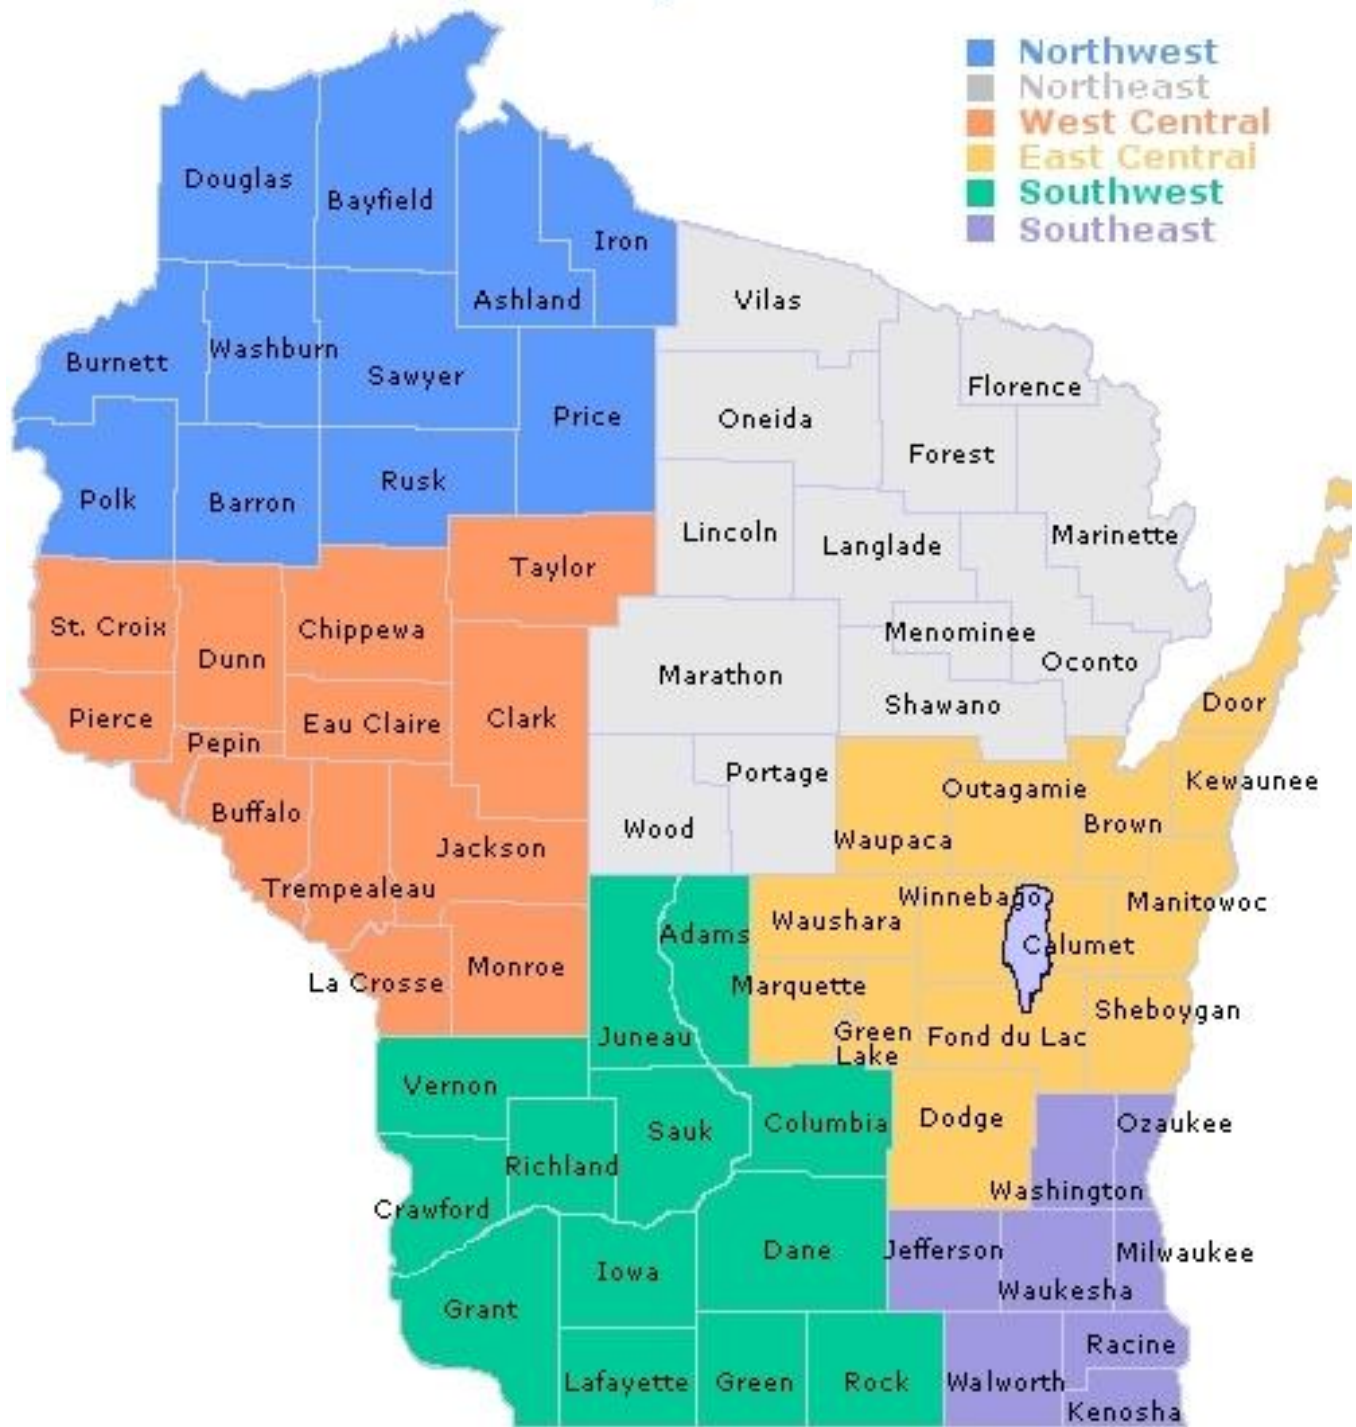 Northwest
Northeast
West Central
East Central
Southwest
Southeast
Douglas
Bayfield
Iron
Ashland
Vilas
Burnett
Washburn
Sawyer
Price
Florence
Oneida
Forest
Polk
Barron
Rusk
Lincoln
Langlade
Marinette
Taylor
St. Croix
Dunn
Chippewa
Menominee
Oconto
Marathon
Shawano
Door
Pierce
Pepin
Eau Claire
Clark
Portage
Outagamie
Kewaunee
Buffalo
Wood
Waupaca
Brown
Jackson
Trempealeau
Winnebago
Manitowoc
Adams
Waushara
Calumet
La Crosse
Monroe
Marquette
Sheboygan
Juneau
Green
Lake
Fond du Lac
Vernon
Sauk
Columbia
Dodge
Ozaukee
Richland
Washington
Crawford
Dane
Jefferson
Milwaukee
Iowa
Waukesha
Grant
Racine
Lafayette
Green
Rock
Walworth
Kenosha